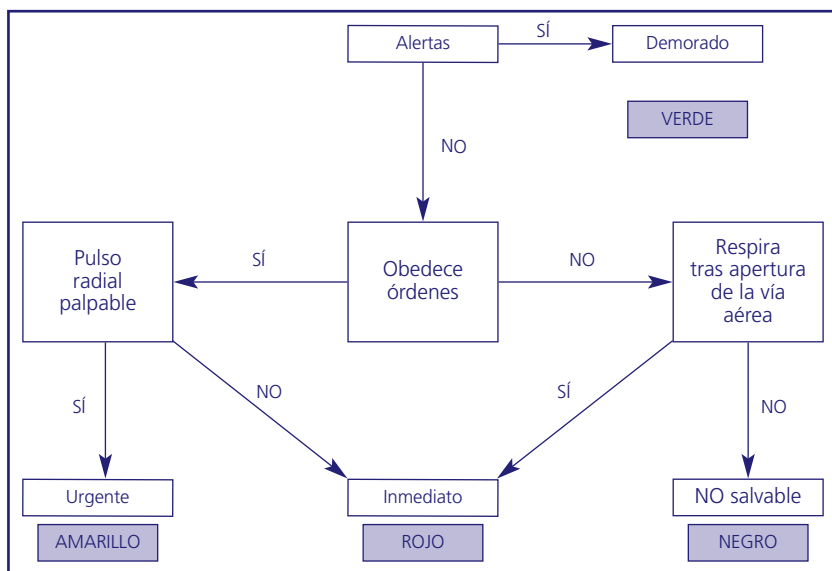 Alertas
SÍ
Demorado
VERDE
NO
Pulso
radial
palpable
SÍ
Obedece
órdenes
NO
Respira
tras apertura
de la vía
aérea
SÍ
NO
SÍ
NO
Urgente
Inmediato
NO salvable
AMARILLO
ROJO
NEGRO